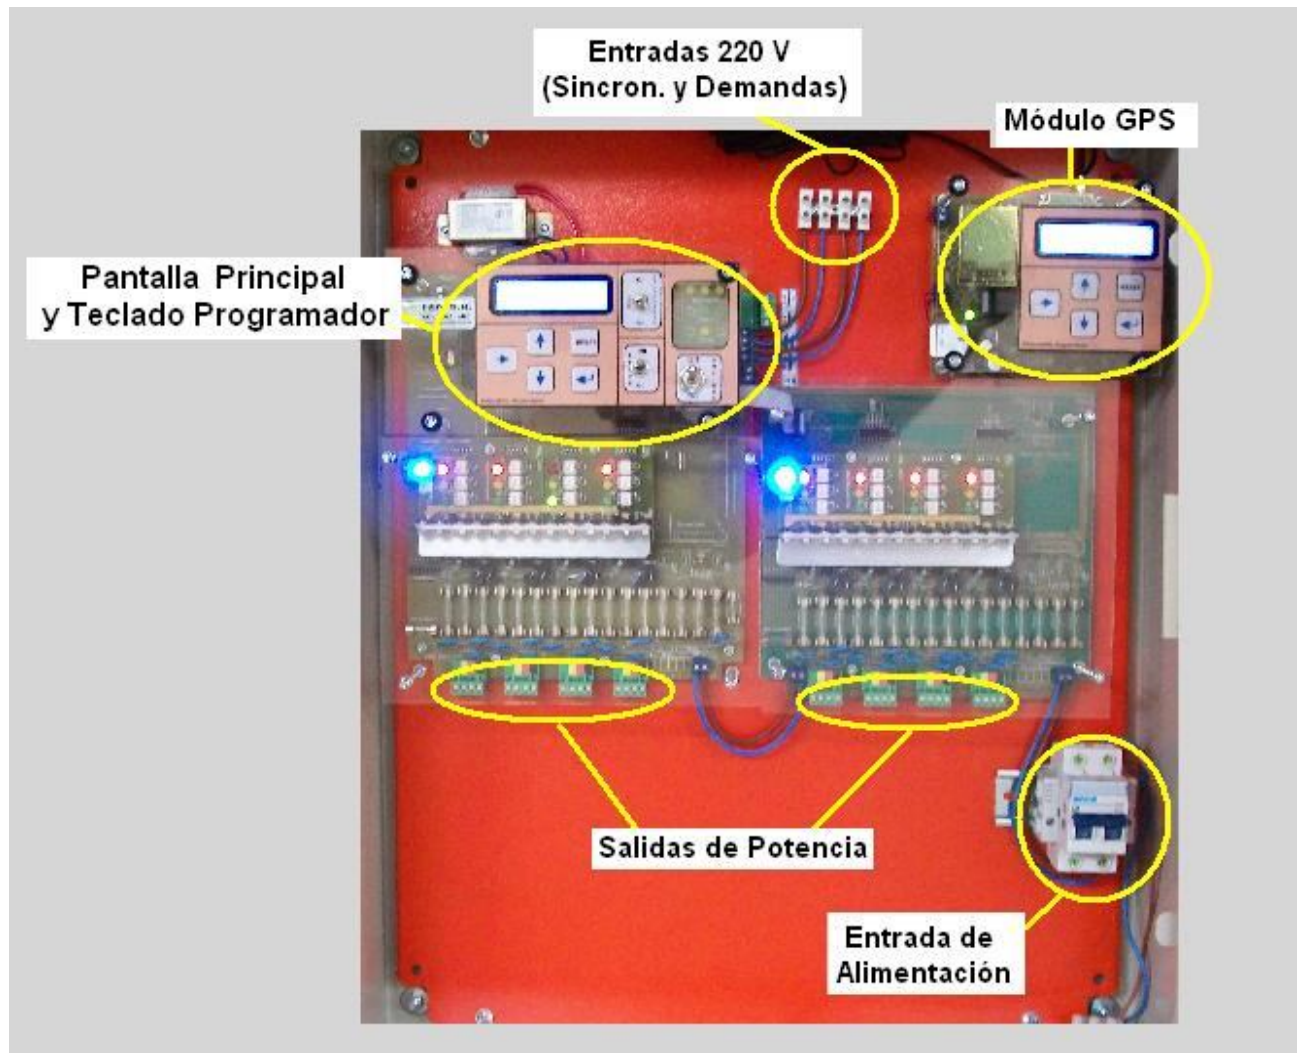 Entradas 220 V
(Sincron. y Demandas)
Módulo GPS
Pantalla Principal
y Teclado Programador
Salidas de Potencia
Entrada de
Alimentación